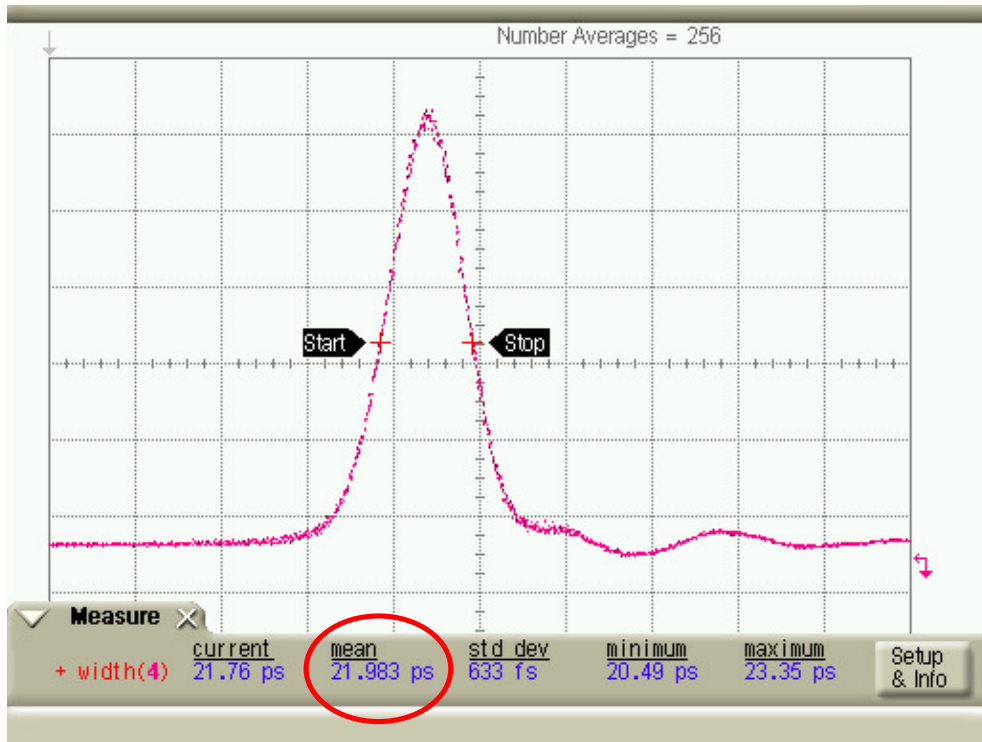 Number Averages = 256
Start
Stop
Measure
current mean std dev minimum maximum
+ width(4) 21.76 ps 21.983 ps 633 fs 20.49 ps 23.35 ps
Setup
& Info